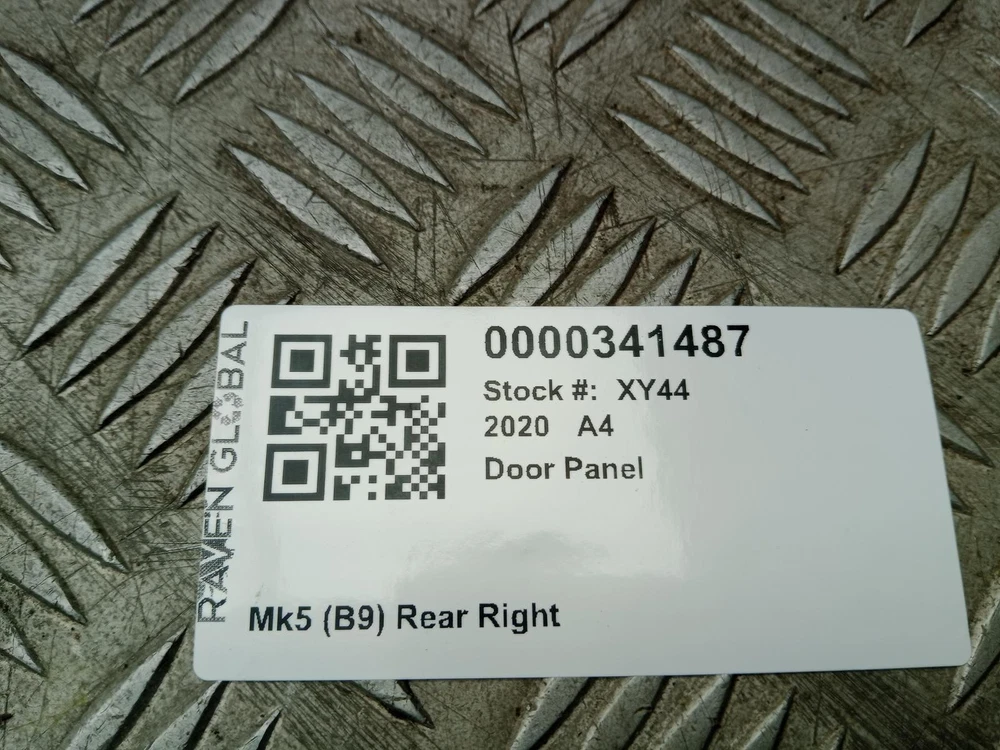 RAVEN GLOBAL
0000341487
Stock #: XY44
2020 A4
Door Panel
Mk5 (B9) Rear Right